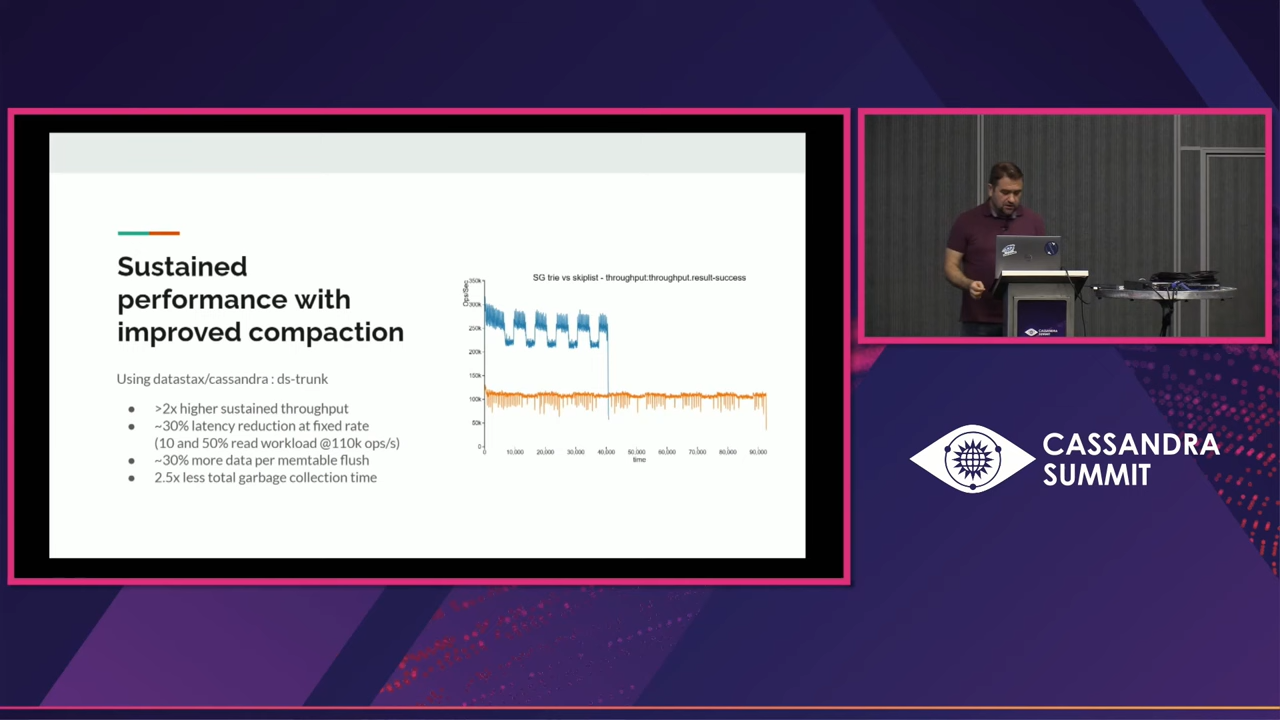 Sustained
performance with
improved compaction
Using datastax/cassandra : ds-trunk
● >2x higher sustained throughput
● ~30% latency reduction at fixed rate
(10 and 50% read workload @110k ops/s)
● ~30% more data per memtable flush
● 2.5x less total garbage collection time
SG trie vs skiplist - throughput:throughput.result-success
Ops/Sec
350k
300k
250k
200k
150k
100k
50k
0
0 10,000 20,000 30,000 40,000 50,000 60,000 70,000 80,000 90,000
time
CASSANDRA
SUMMIT